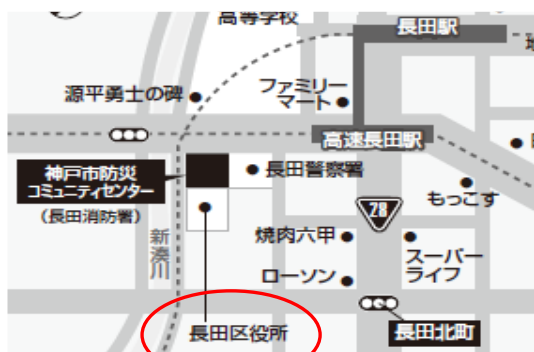 高等学校
長田駅
源平勇士の碑
ファミリー
マート
高速長田駅
神戸市防災
コミュニティセンター
(長田消防署)
長田警察署
もっこす
28
新湊川
焼肉六甲
スーパー
ライフ
ローソン
長田区役所
長田北町